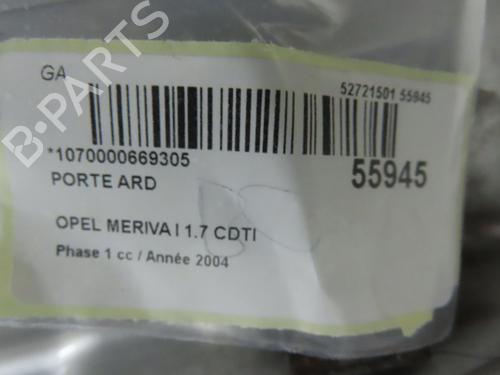 GA
52721501 55945
*1070000669305
55945
PORTE ARD
OPEL MERIVA I 1.7 CDTI
Phase 1 cc / Année 2004
B-PARTS